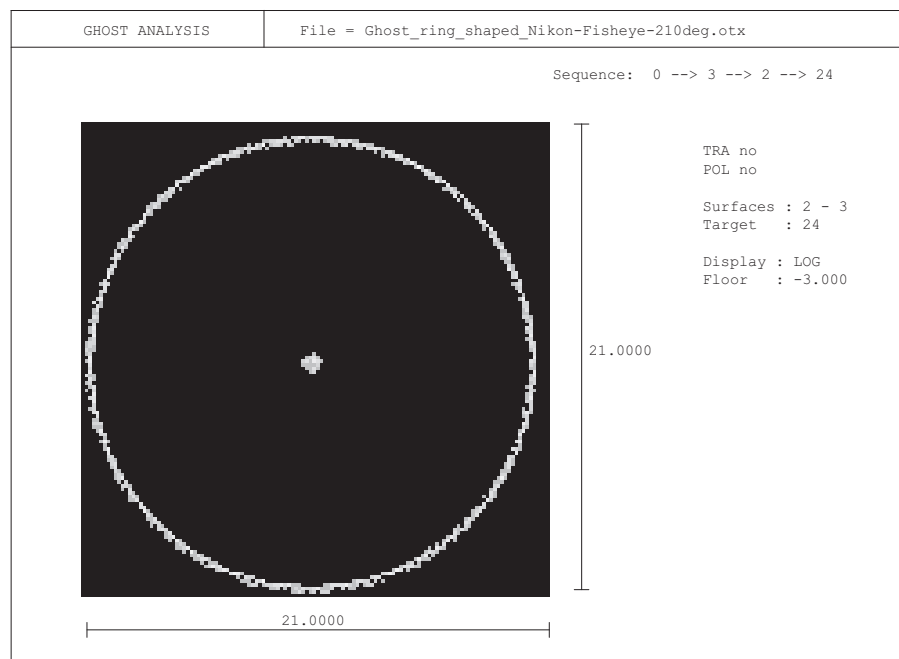 GHOST ANALYSIS
File = Ghost_ring_shaped_Nikon-Fisheye-210deg.otx
Sequence:  0 --> 3 --> 2 --> 24
TRA no
POL no
Surfaces : 2 - 3
Target   : 24
Display : LOG
Floor   : -3.000
21.0000
21.0000